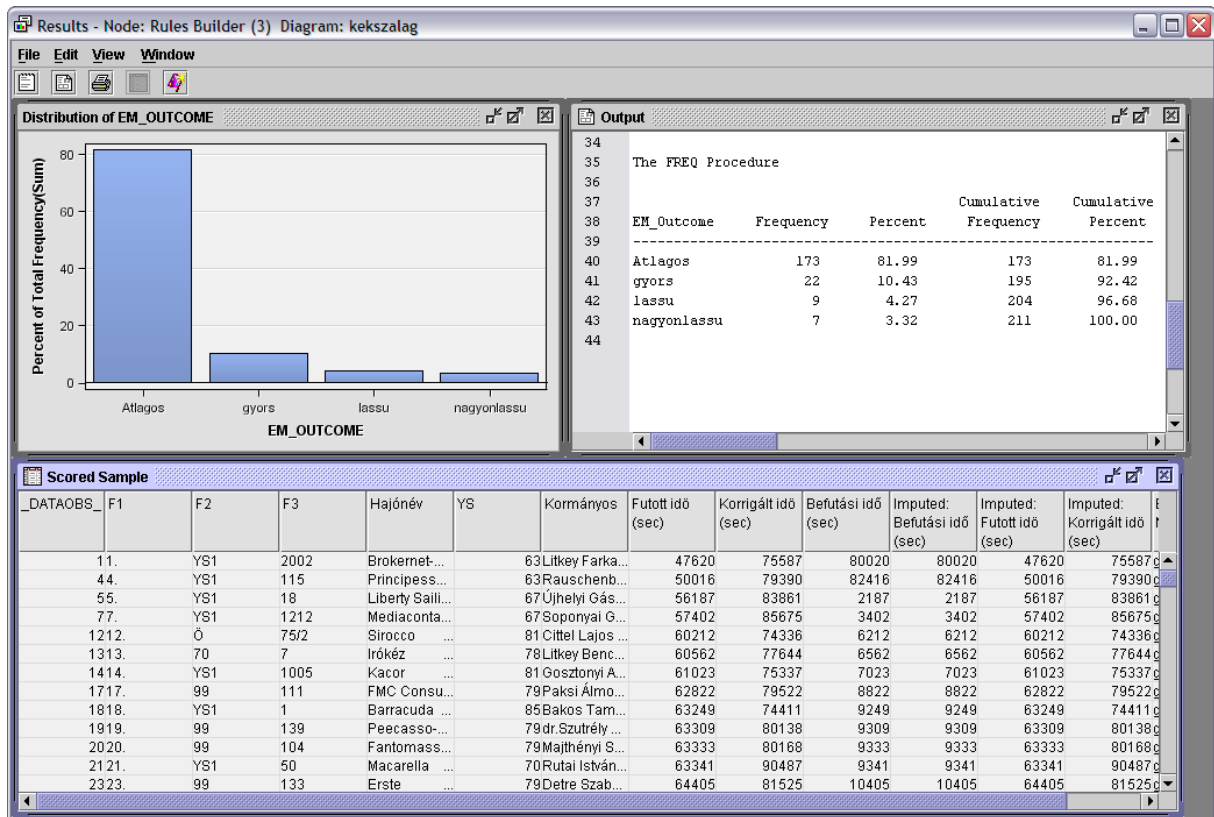 Results - Node: Rules Builder (3) Diagram: kekszalag
File Edit View Window
Distribution of EM_OUTCOME
Percent of Total Frequency(Sum)
80
60
40
20
0
Atlagos gyors lassu nagyonlassu
EM_OUTCOME
Output
34
35 The FREQ Procedure
36
37 Cumulative Cumulative
38 EM_Outcome Frequency Percent Frequency Percent
39 --------------------------------------------------------------
40 Atlagos 173 81.99 173 81.99
41 gyors 22 10.43 195 92.42
42 lassu 9 4.27 204 96.68
43 nagyonlassu 7 3.32 211 100.00
44
Scored Sample
_DATAOBS_ F1 F2 F3 Hajónév YS Kormányos Futott idö (sec) Korrigált idö (sec) Befutási idő (sec) Imputed: Befutási idő (sec) Imputed: Futott idö (sec) Imputed: Korrigált idö (sec)
1 1. YS1 2002 Brokernet-... 63 Litkey Farka... 47620 75587 80020 80020 47620 75587
4 4. YS1 115 Principess... 63 Rauschenb... 50016 79390 82416 82416 50016 79390
5 5. YS1 18 Liberty Saili... 67 Újhelyi Gás... 56187 83861 2187 2187 56187 83861
7 7. YS1 1212 Mediaconta... 67 Soponyai G... 57402 85675 3402 3402 57402 85675
12 12. Ö 75/2 Sirocco ... 81 Cittel Lajos ... 60212 74336 6212 6212 60212 74336
13 13. 70 7 Irókéz ... 78 Litkey Benc... 60562 77644 6562 6562 60562 77644
14 14. YS1 1005 Kacor ... 81 Gosztonyi A... 61023 75337 7023 7023 61023 75337
17 17. 99 111 FMC Consu... 79 Paksi Álmo... 62822 79522 8822 8822 62822 79522
18 18. YS1 1 Barracuda ... 85 Bakos Tam... 63249 74411 9249 9249 63249 74411
19 19. 99 139 Peecasso-... 79 dr.Szutrély ... 63309 80138 9309 9309 63309 80138
20 20. 99 104 Fantomass... 79 Majthényi S... 63333 80168 9333 9333 63333 80168
21 21. YS1 50 Macarella ... 70 Rutai István... 63341 90487 9341 9341 63341 90487
23 23. 99 133 Erste ... 79 Detre Szab... 64405 81525 10405 10405 64405 81525